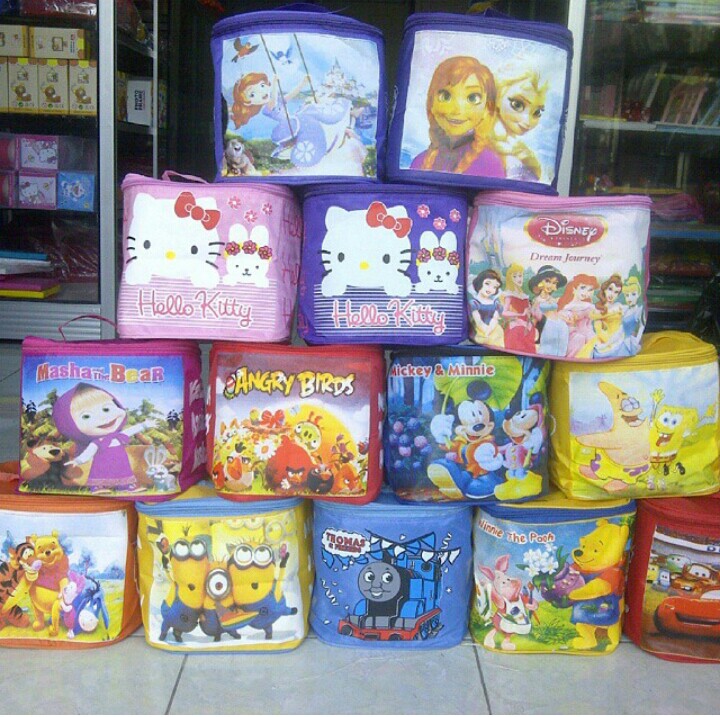 Hello Kitty
Hello Kitty
Disney
Dream Journey
Masha and The Bear
ANGRY BIRDS
Mickey & Minnie
THOMAS
& FRIENDS
Winnie The Pooh